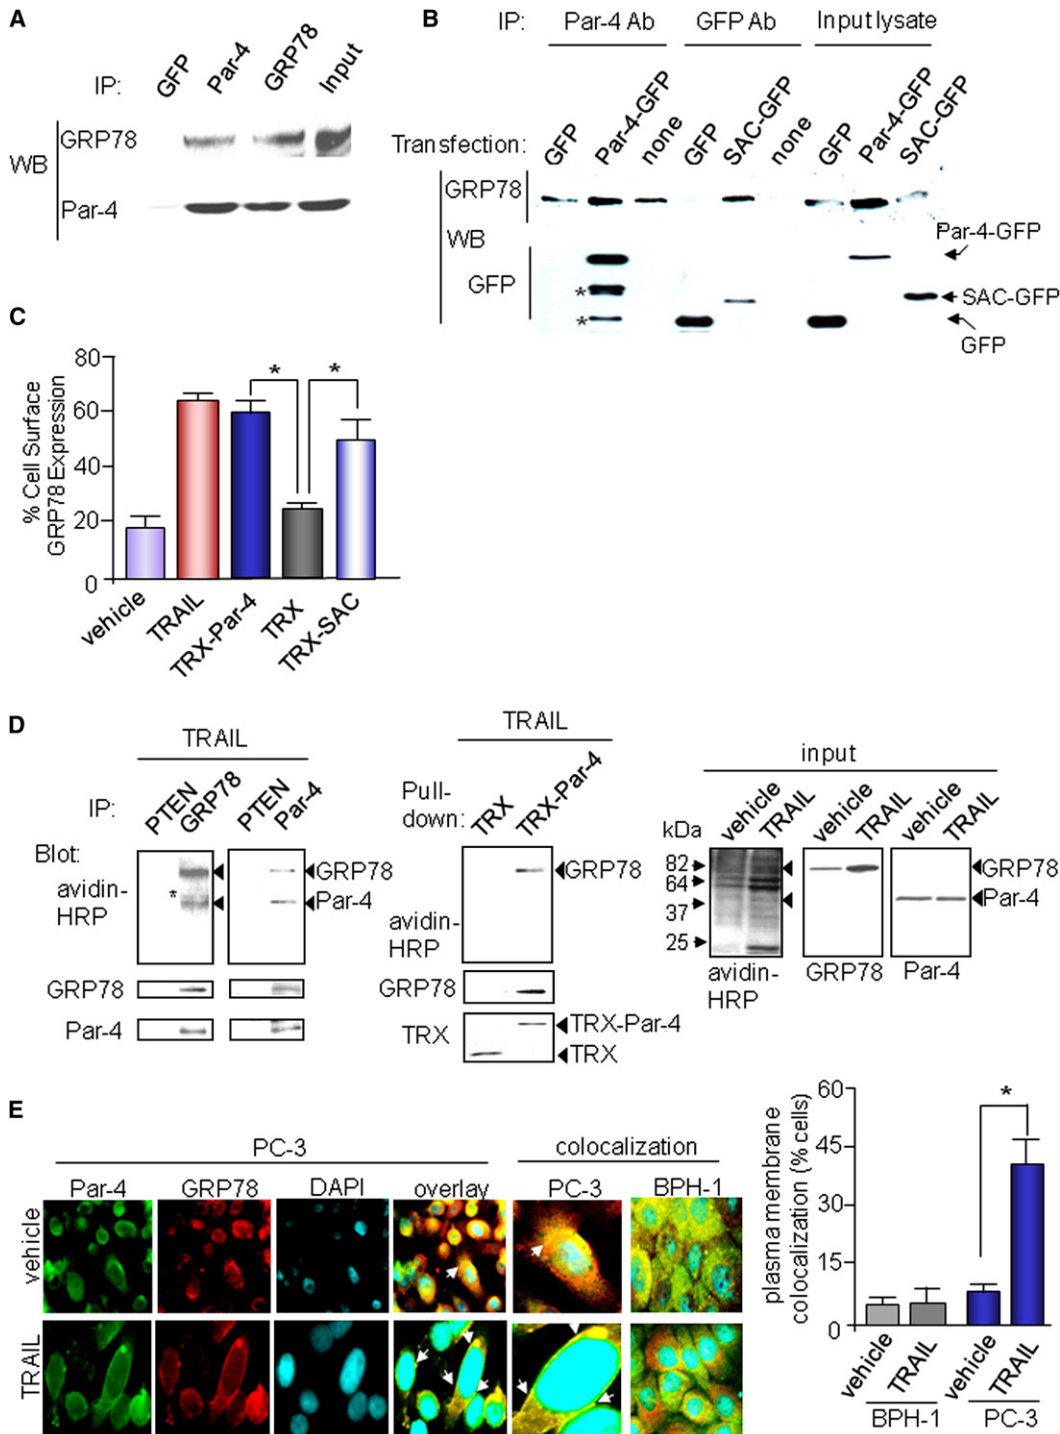 A
IP:
GFP
Par-4
GRP78
Input
WB
GRP78
Par-4
B
IP:
Par-4 Ab
GFP Ab
Input lysate
Transfection:
GFP
Par-4-GFP
none
GFP
SAC-GFP
none
GFP
Par-4-GFP
SAC-GFP
GRP78
WB
GFP
*
*
Par-4-GFP
SAC-GFP
GFP
C
% Cell Surface
GRP78 Expression
80
60
40
20
0
*
*
vehicle
TRAIL
TRX-Par-4
TRX
TRX-SAC
D
TRAIL
IP:
PTEN
GRP78
PTEN
Par-4
Blot:
avidin-
HRP
*
GRP78
Par-4
GRP78
Par-4
TRAIL
Pull-
down:
TRX
TRX-Par-4
GRP78
avidin-
HRP
GRP78
TRX
TRX-Par-4
TRX
input
vehicle
TRAIL
vehicle
TRAIL
vehicle
TRAIL
kDa
82
64
37
25
GRP78
Par-4
avidin-
HRP
GRP78
Par-4
E
PC-3
colocalization
Par-4
GRP78
DAPI
overlay
PC-3
BPH-1
vehicle
TRAIL
plasma membrane
colocalization (% cells)
60
45
30
15
0
*
vehicle
TRAIL
vehicle
TRAIL
BPH-1
PC-3